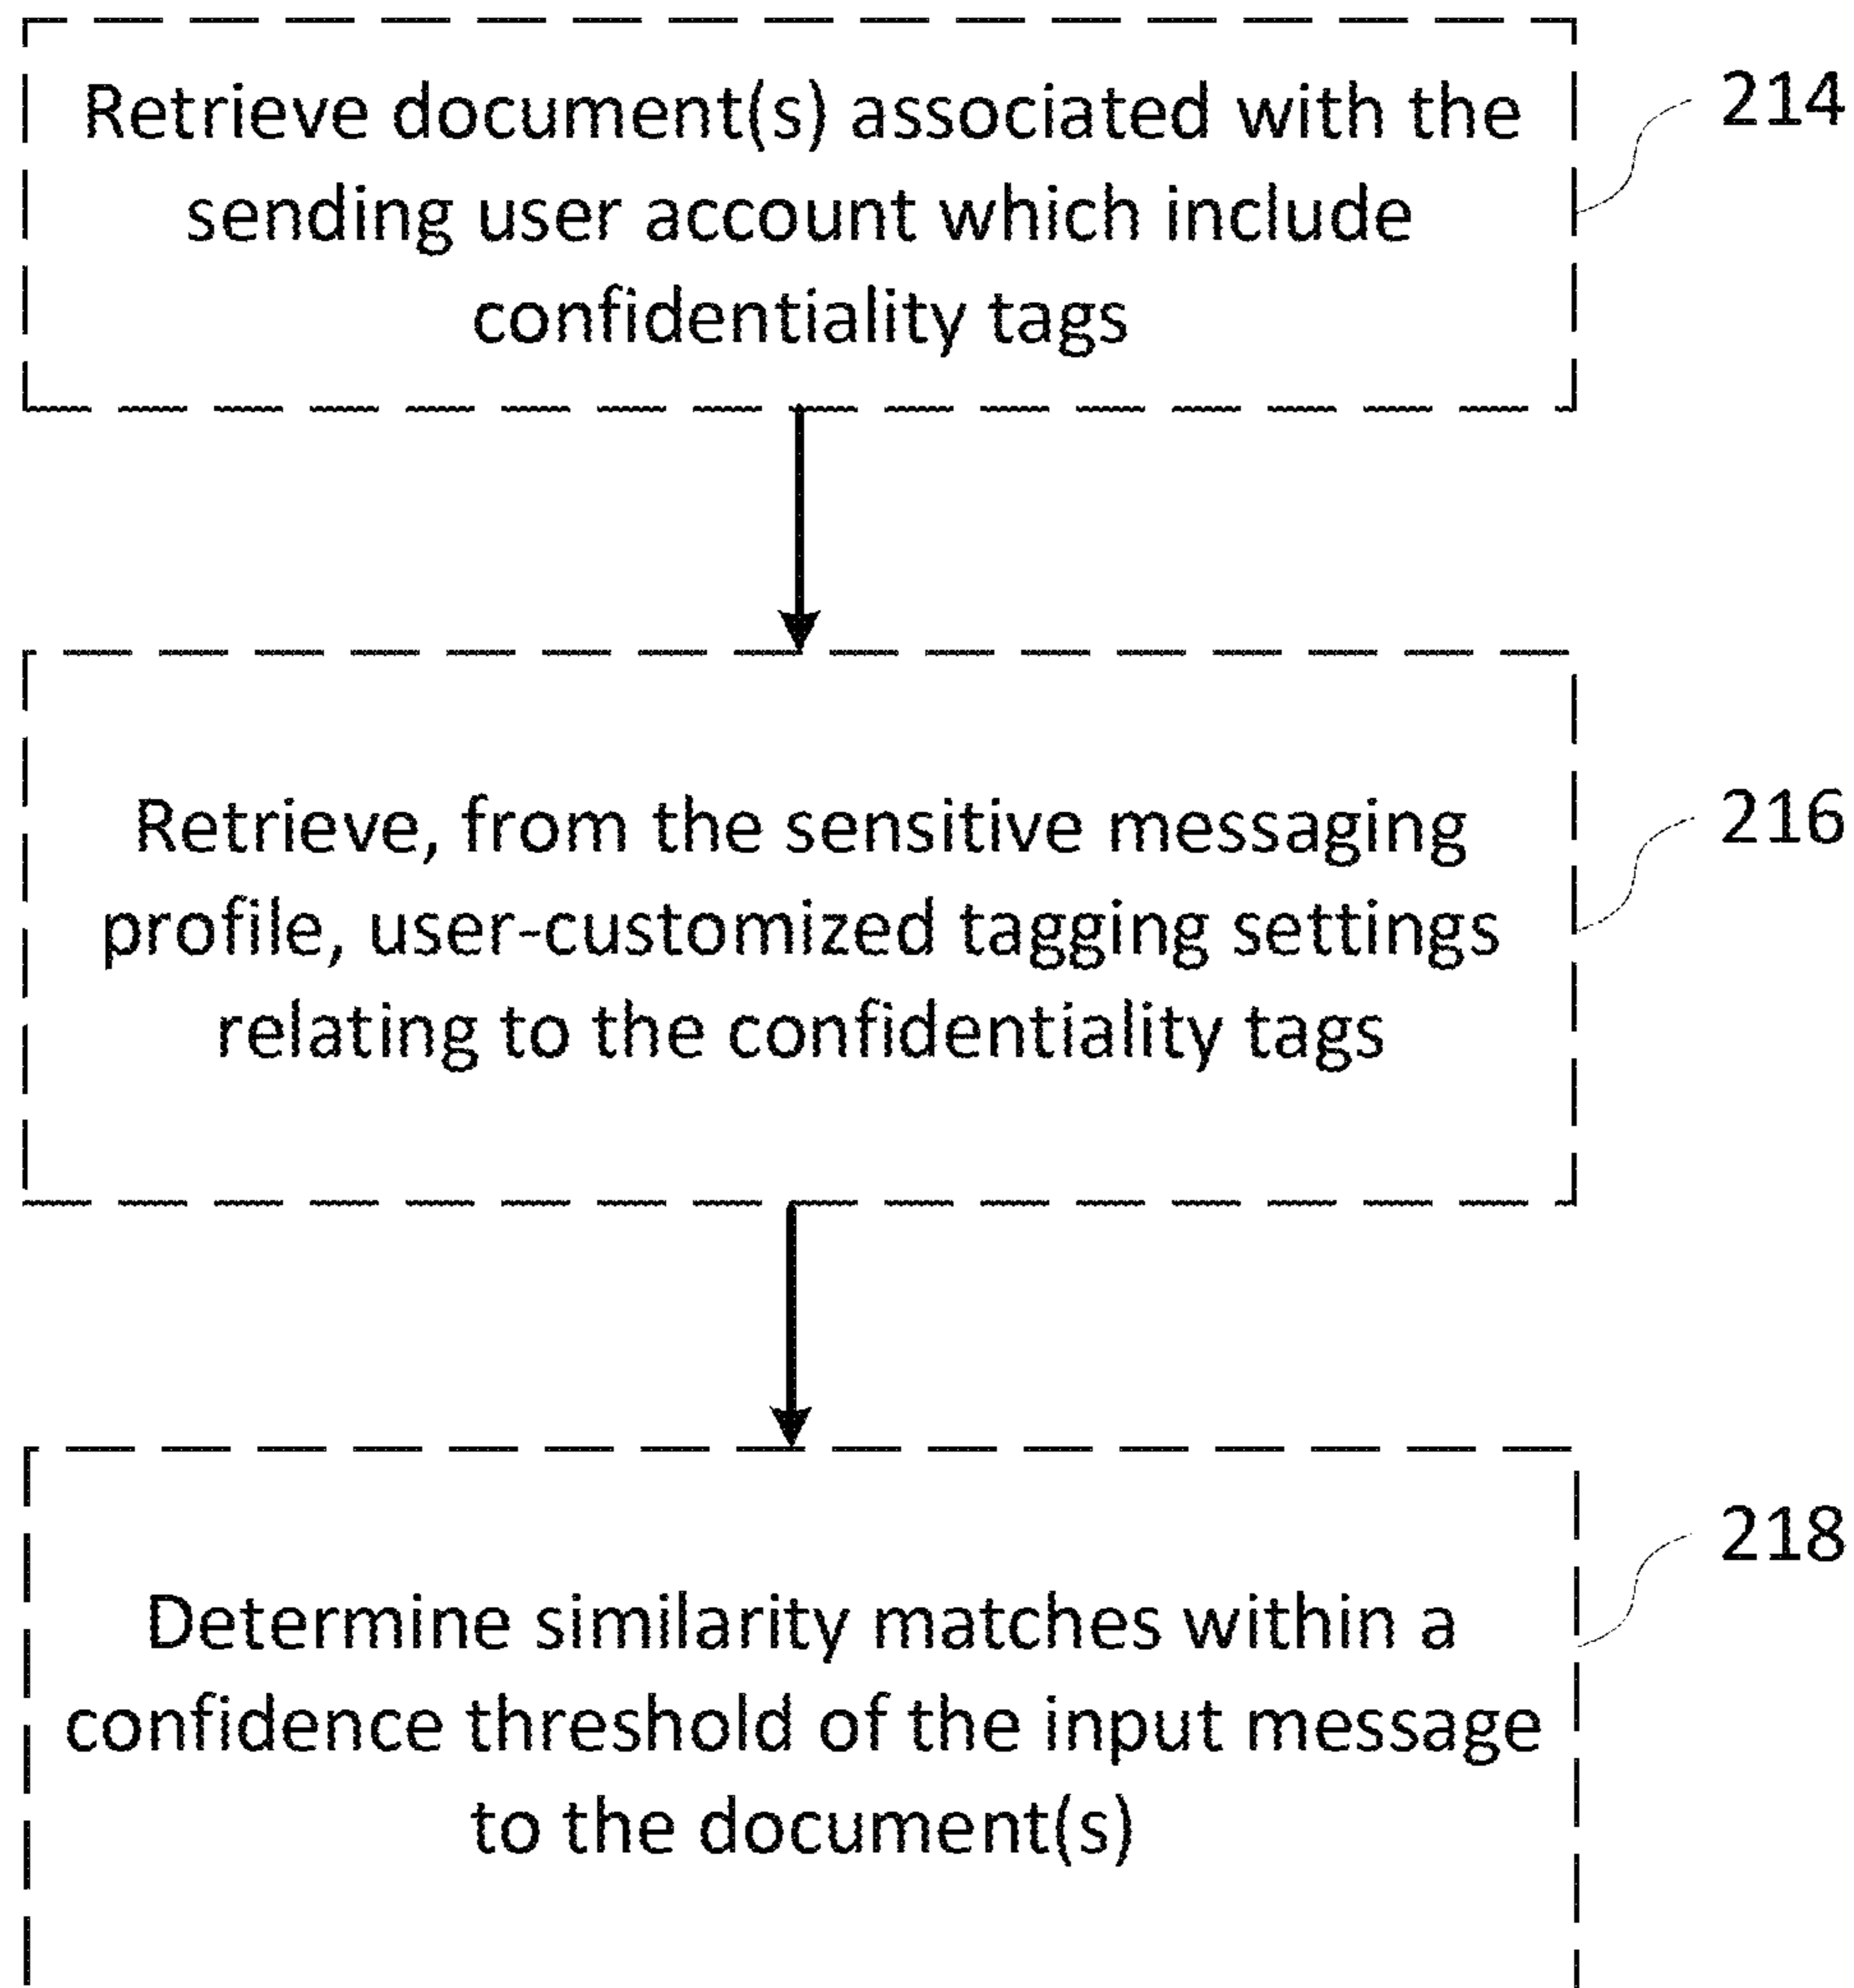 Retrieve document(s) associated with the
sending user account which include
confidentiality tags
214
Retrieve, from the sensitive messaging
profile, user-customized tagging settings
relating to the confidentiality tags
216
Determine similarity matches within a
confidence threshold of the input message
to the document(s)
218